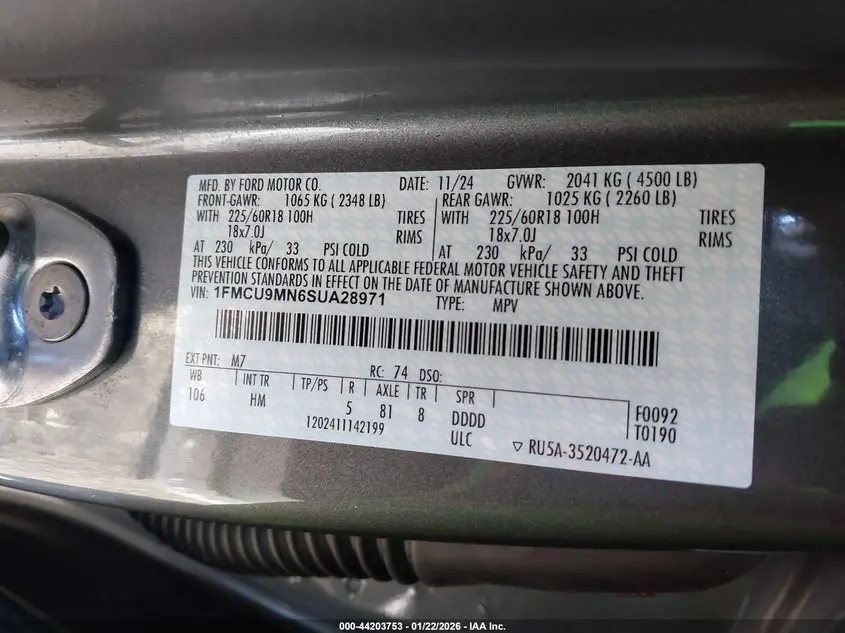 MFD. BY FORD MOTOR CO. DATE: 11/24 GVWR: 2041 KG ( 4500 LB)
FRONT-GAWR: 1065 KG ( 2348 LB) REAR GAWR: 1025 KG ( 2260 LB)
WITH 225/60R18 100H TIRES WITH 225/60R18 100H TIRES
18x7.0J RIMS 18x7.0J RIMS
AT 230 kPa/ 33 PSI COLD AT 230 kPa/ 33 PSI COLD
THIS VEHICLE CONFORMS TO ALL APPLICABLE FEDERAL MOTOR VEHICLE SAFETY AND THEFT
PREVENTION STANDARDS IN EFFECT ON THE DATE OF MANUFACTURE SHOWN ABOVE.
VIN: 1FMCU9MN6SUA28971 TYPE: MPV
EXT PNT: M7 RC: 74 DSO:
WB INT TR TP/PS R AXLE TR SPR
106 HM 5 81 8 DDDD F0092
1202411142199 ULC T0190
▽ RU5A-3520472-AA
000-44203753 - 01/22/2026 - IAA Inc.